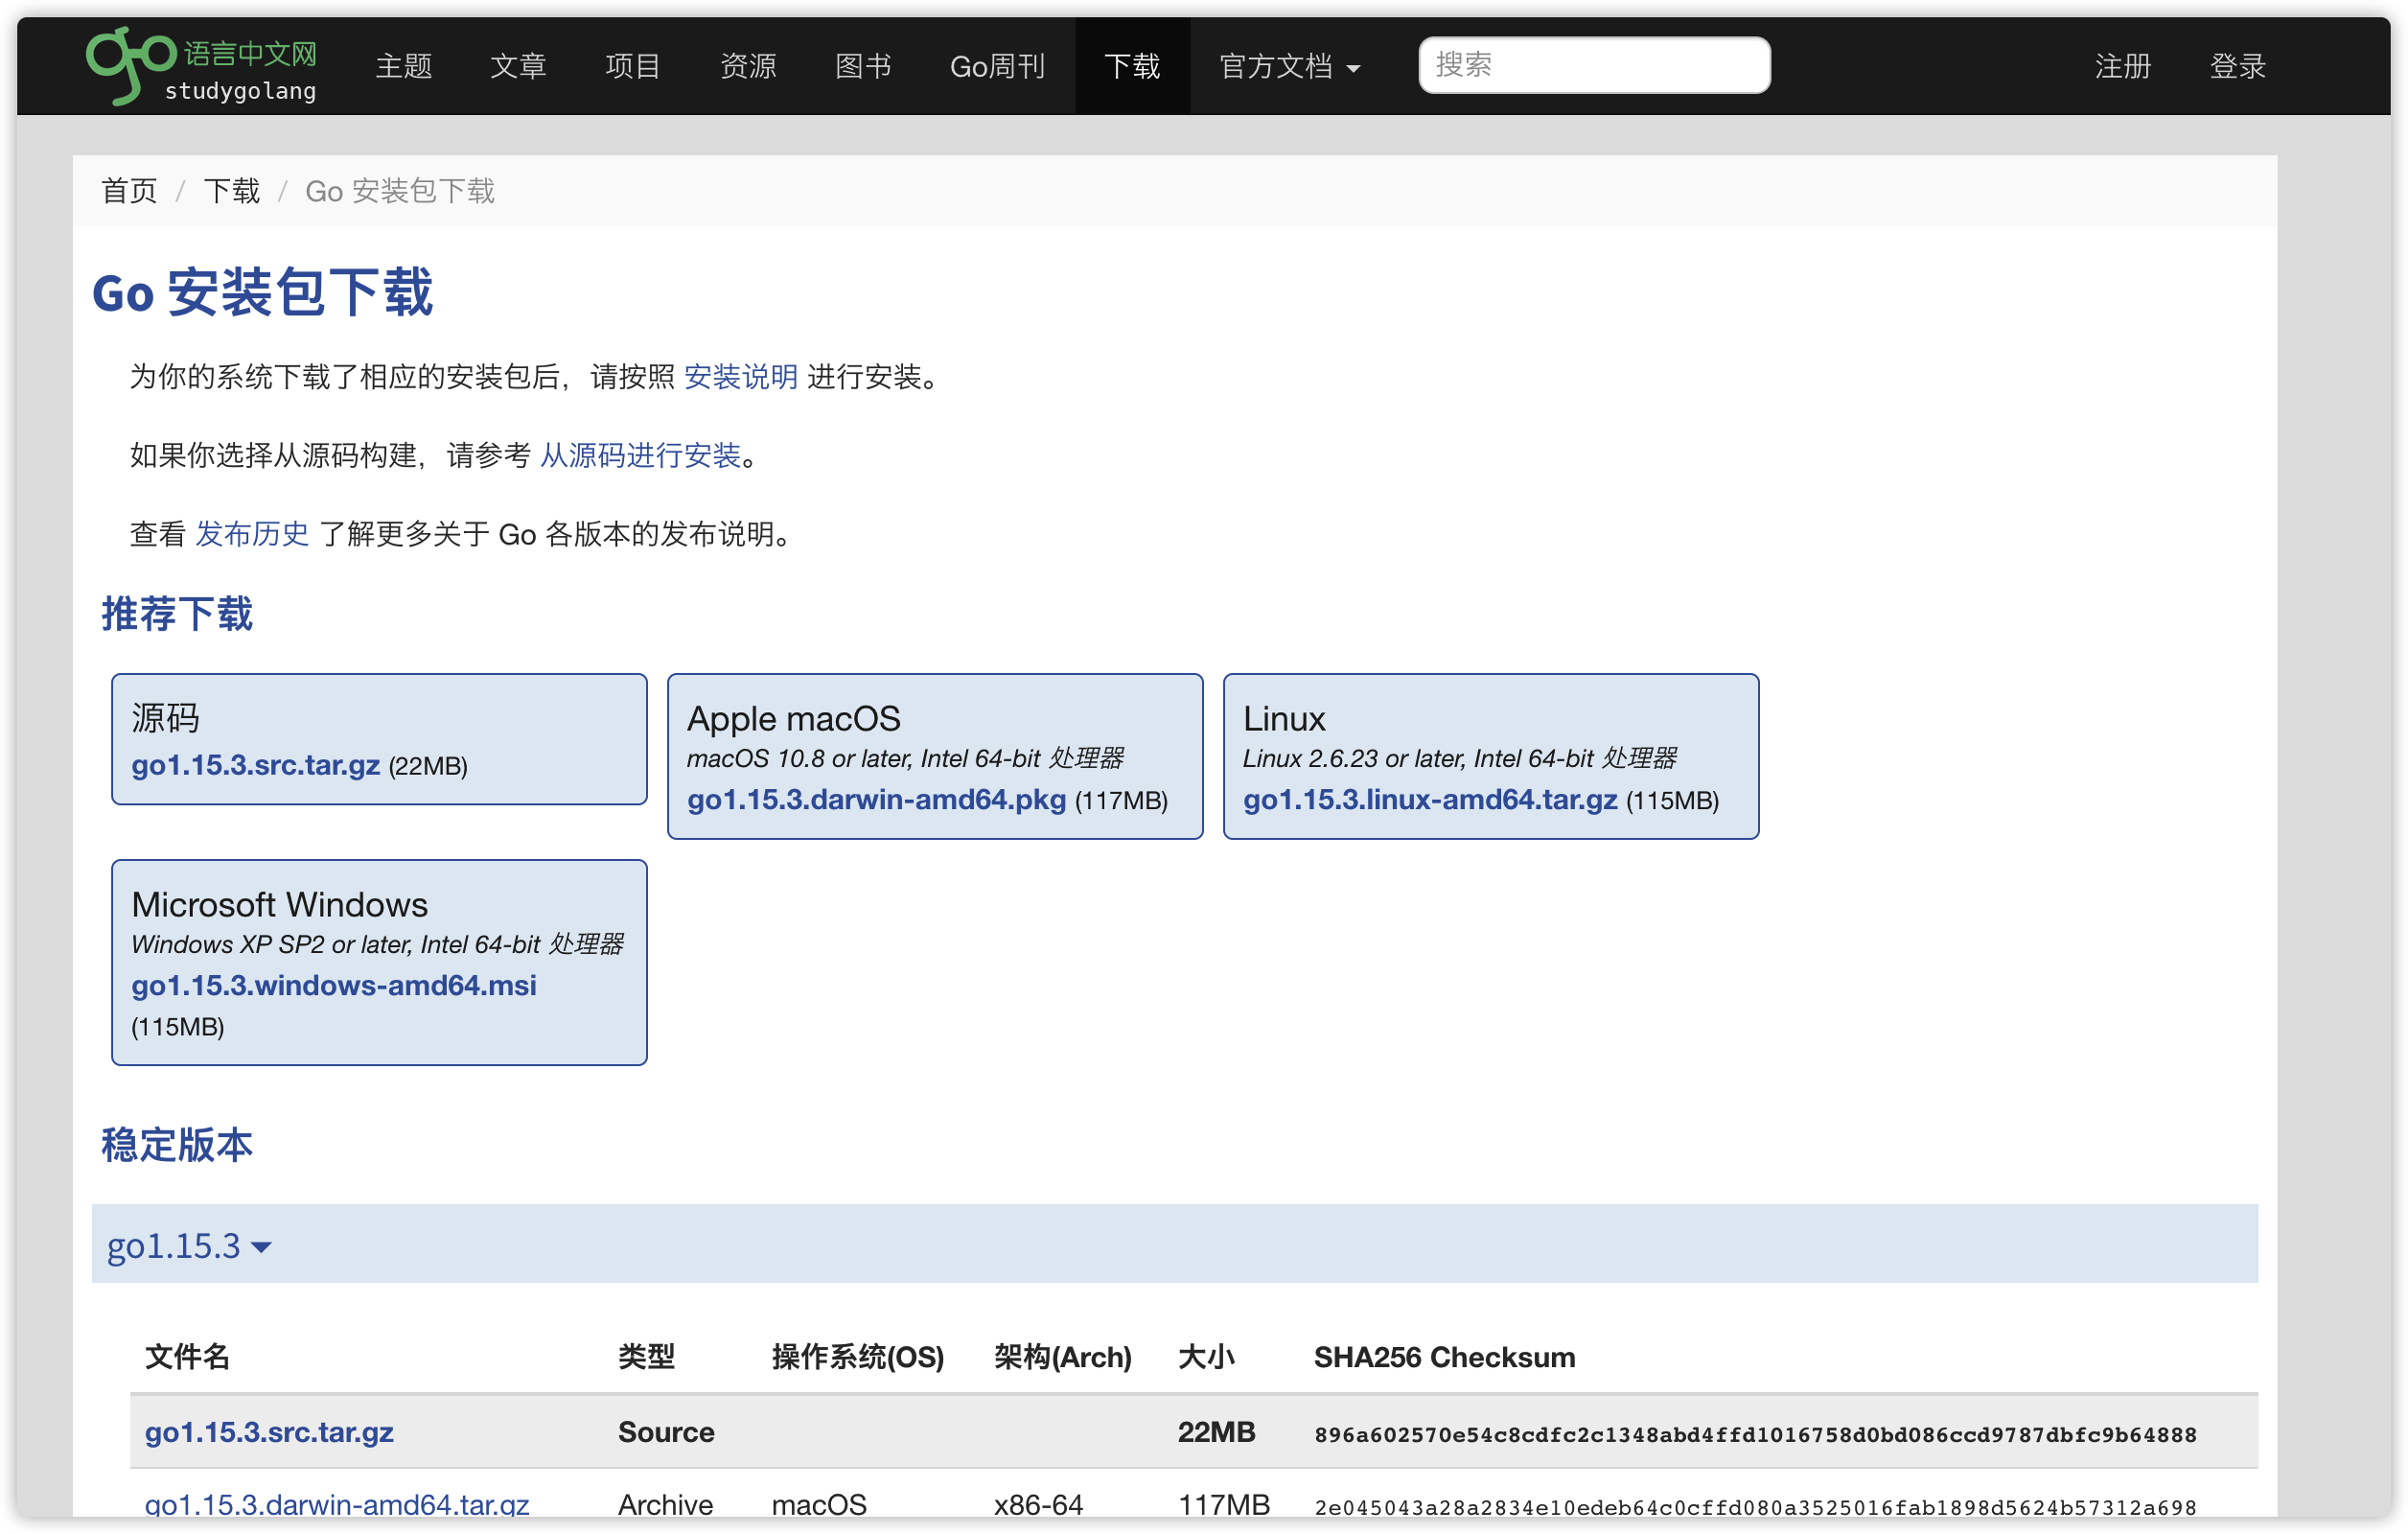 go语言中文网
studygolang
主题 文章 项目 资源 图书 Go周刊 下载 官方文档 搜索 注册 登录
首页 / 下载 / Go 安装包下载
Go 安装包下载
为你的系统下载了相应的安装包后，请按照 安装说明 进行安装。
如果你选择从源码构建，请参考 从源码进行安装。
查看 发布历史 了解更多关于 Go 各版本的发布说明。
推荐下载
源码
go1.15.3.src.tar.gz (22MB)
Apple macOS
macOS 10.8 or later, Intel 64-bit 处理器
go1.15.3.darwin-amd64.pkg (117MB)
Linux
Linux 2.6.23 or later, Intel 64-bit 处理器
go1.15.3.linux-amd64.tar.gz (115MB)
Microsoft Windows
Windows XP SP2 or later, Intel 64-bit 处理器
go1.15.3.windows-amd64.msi
(115MB)
稳定版本
go1.15.3
文件名 类型 操作系统(OS) 架构(Arch) 大小 SHA256 Checksum
go1.15.3.src.tar.gz Source 22MB 896a602570e54c8cdfc2c1348abd4ffd1016758d0bd086ccd9787dbfc9b64888
go1.15.3.darwin-amd64.tar.gz Archive macOS x86-64 117MB 2e045043a28a2834e10edeb64c0cffd080a3525016fab1898d5624b57312a698